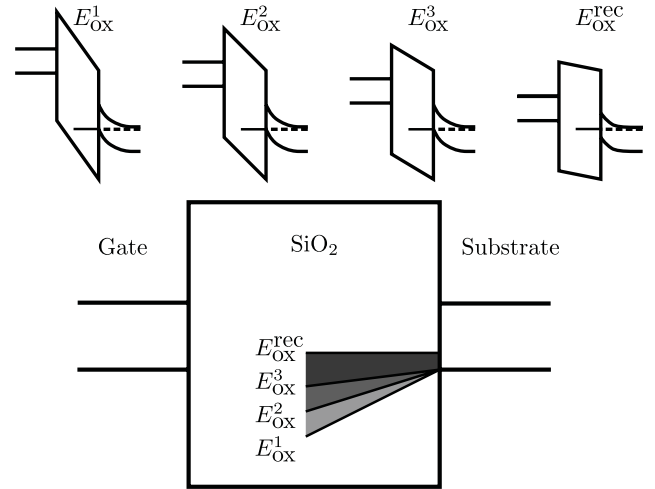 E_ox^1 E_ox^2 E_ox^3 E_ox^rec
Gate SiO₂ Substrate
E_ox^rec
E_ox^3
E_ox^2
E_ox^1